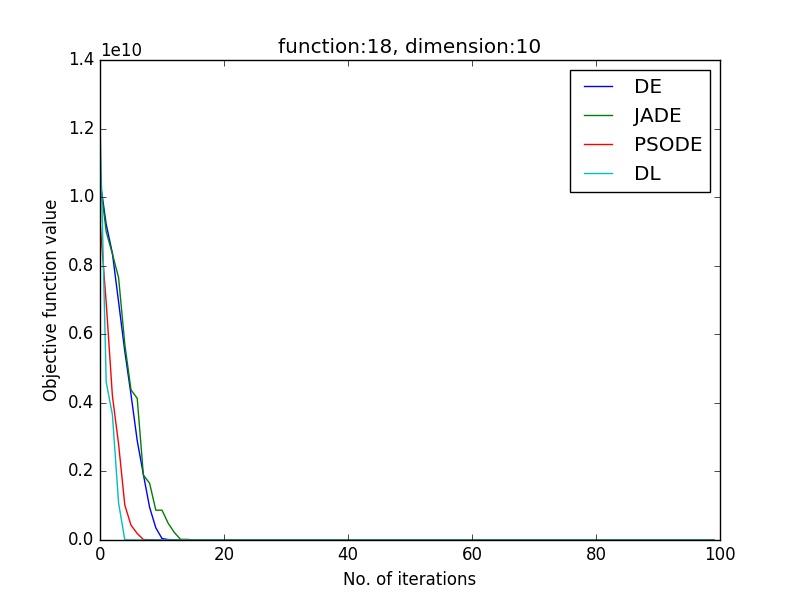 function:18, dimension:10
1e10
1.4
1.2
1.0
0.8
0.6
0.4
0.2
0.0
Objective function value
DE
JADE
PSODE
DL
0 20 40 60 80 100
No. of iterations